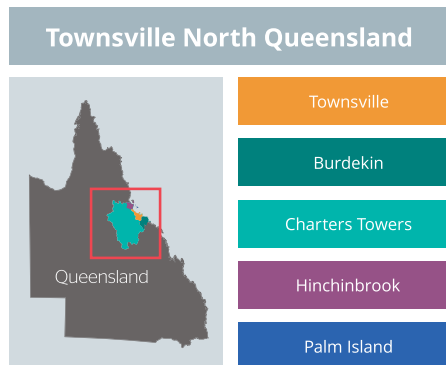 Townsville North Queensland
Queensland
Townsville
Burdekin
Charters Towers
Hinchinbrook
Palm Island